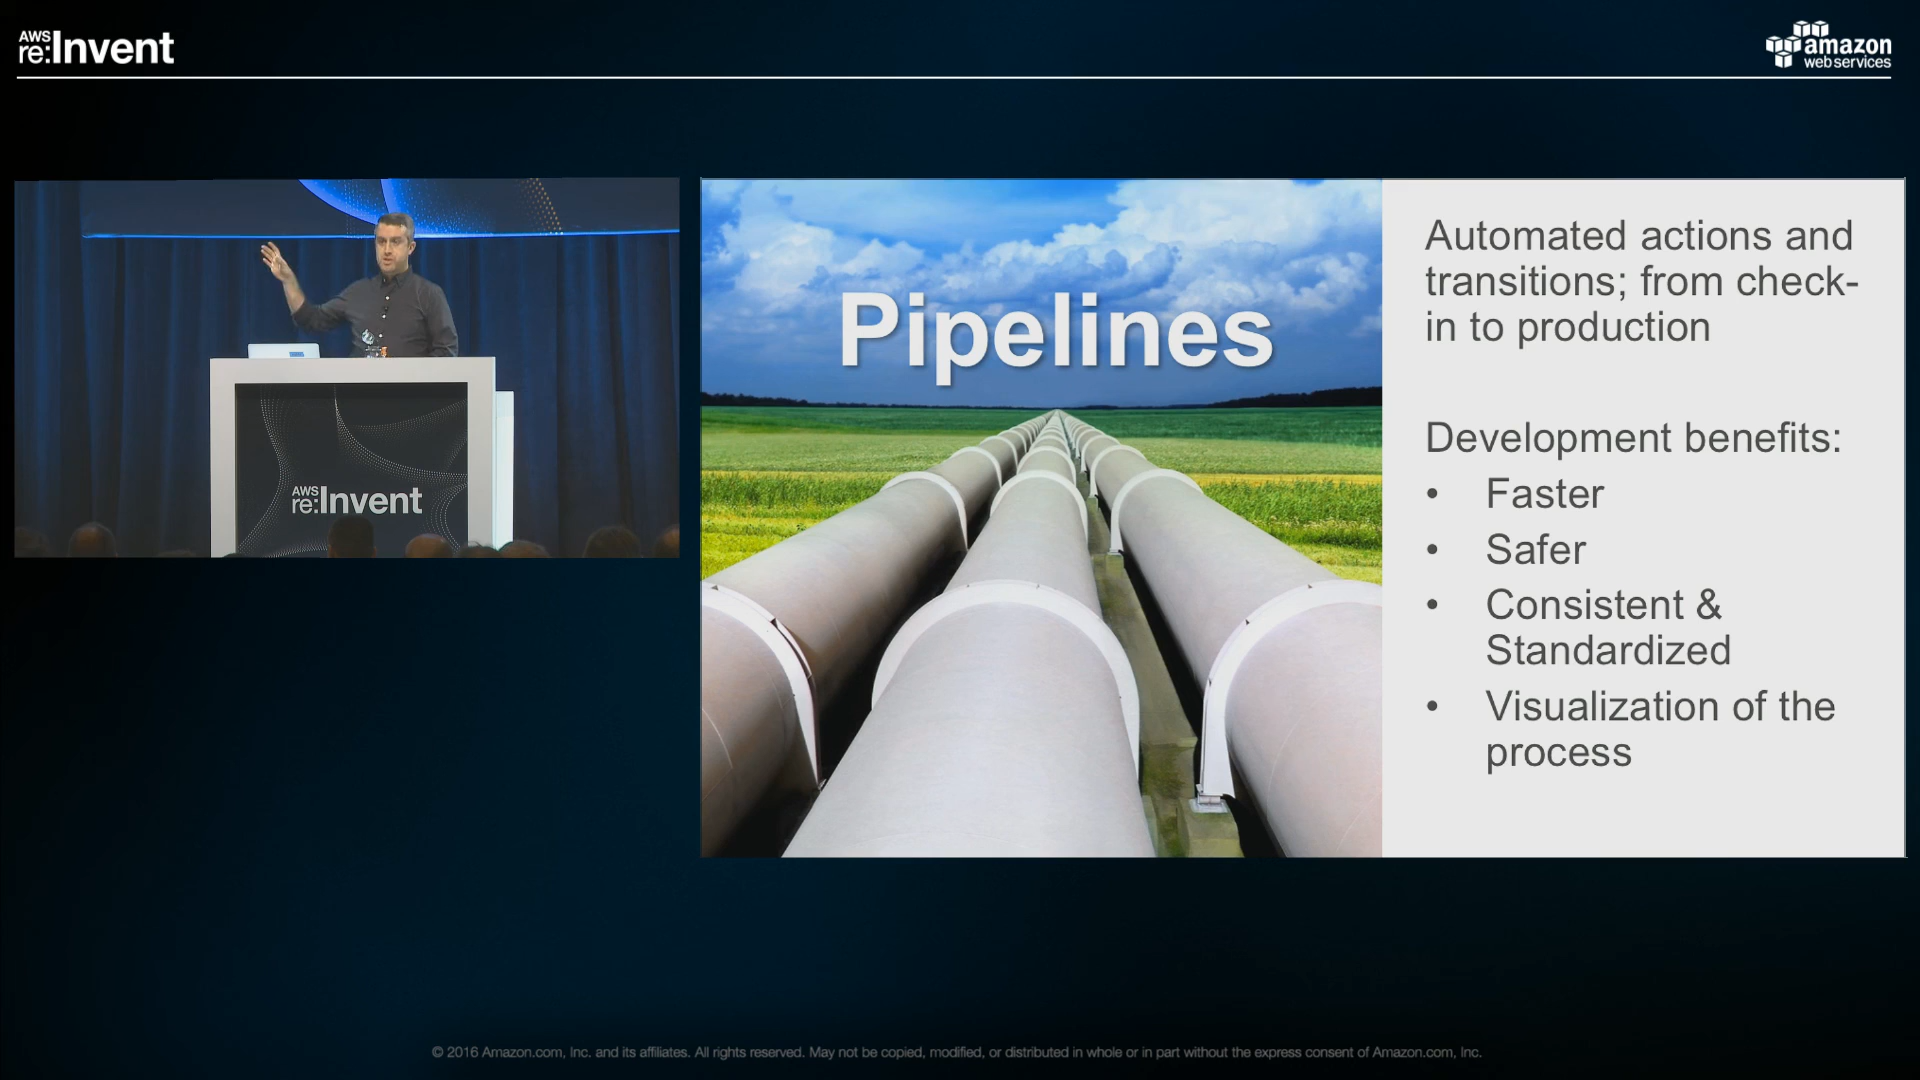 AWS
re:Invent
amazon
webservices
Pipelines
Automated actions and
transitions; from check-
in to production
Development benefits:
• Faster
• Safer
• Consistent &
Standardized
• Visualization of the
process
AWS
re:Invent
© 2016 Amazon.com, Inc. and its affiliates. All rights reserved. May not be copied, modified, or distributed in whole or in part without the express consent of Amazon.com, Inc.